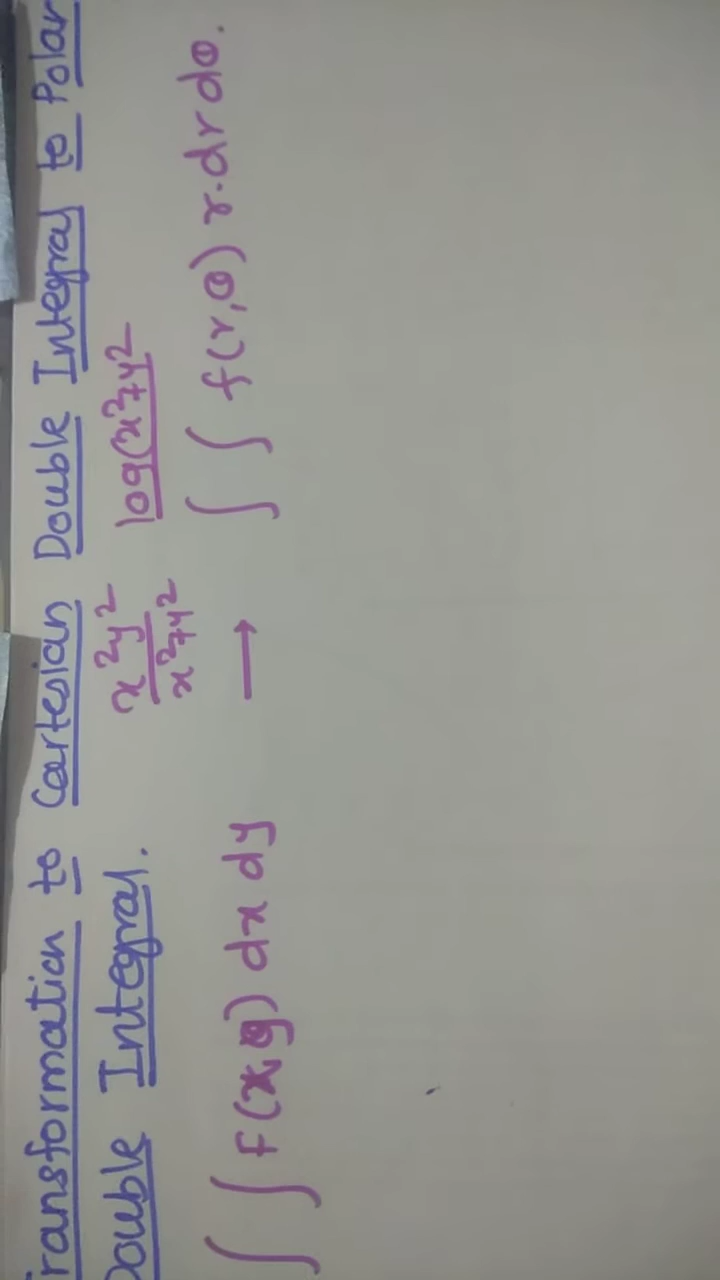 Transformation to Cartesian Double Integral to Polar
Double Integral. x²y²/x²+y² log(x²+y²
∫∫ f(x,y) dx dy → ∫∫ f(r,θ) r.dr dθ.